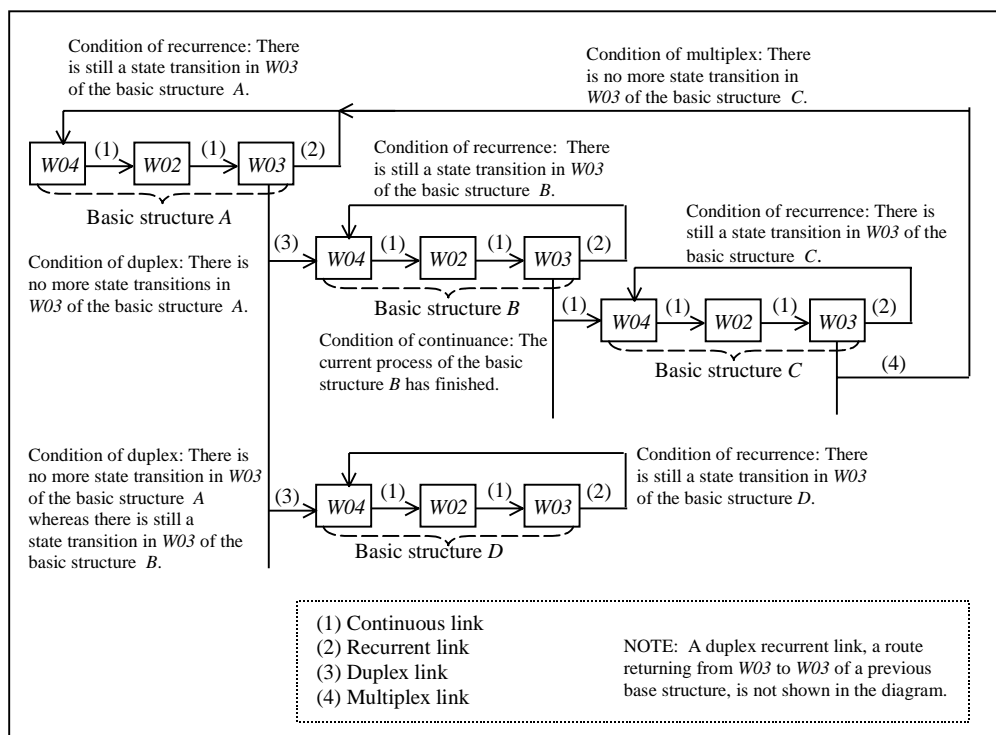 Condition of recurrence: There
is still a state transition in W03
of the basic structure A.
Condition of multiplex: There
is no more state transition in
W03 of the basic structure C.
W04
(1)
W02
(1)
W03
(2)
Basic structure A
Condition of recurrence: There
is still a state transition in W03
of the basic structure B.
Condition of duplex: There is
no more state transitions in
W03 of the basic structure A.
(3)
W04
(1)
W02
(1)
W03
(2)
Basic structure B
Condition of continuance: The
current process of the basic
structure B has finished.
Condition of recurrence: There is
still a state transition in W03 of the
basic structure C.
(1)
W04
(1)
W02
(1)
W03
(2)
Basic structure C
(4)
Condition of duplex: There is
no more state transition in W03
of the basic structure A
whereas there is still a
state transition in W03 of the
basic structure B.
(3)
W04
(1)
W02
(1)
W03
(2)
Basic structure D
Condition of recurrence: There
is still a state transition in W03
of the basic structure D.
(1) Continuous link
(2) Recurrent link
(3) Duplex link
(4) Multiplex link
NOTE: A duplex recurrent link, a route
returning from W03 to W03 of a previous
base structure, is not shown in the diagram.